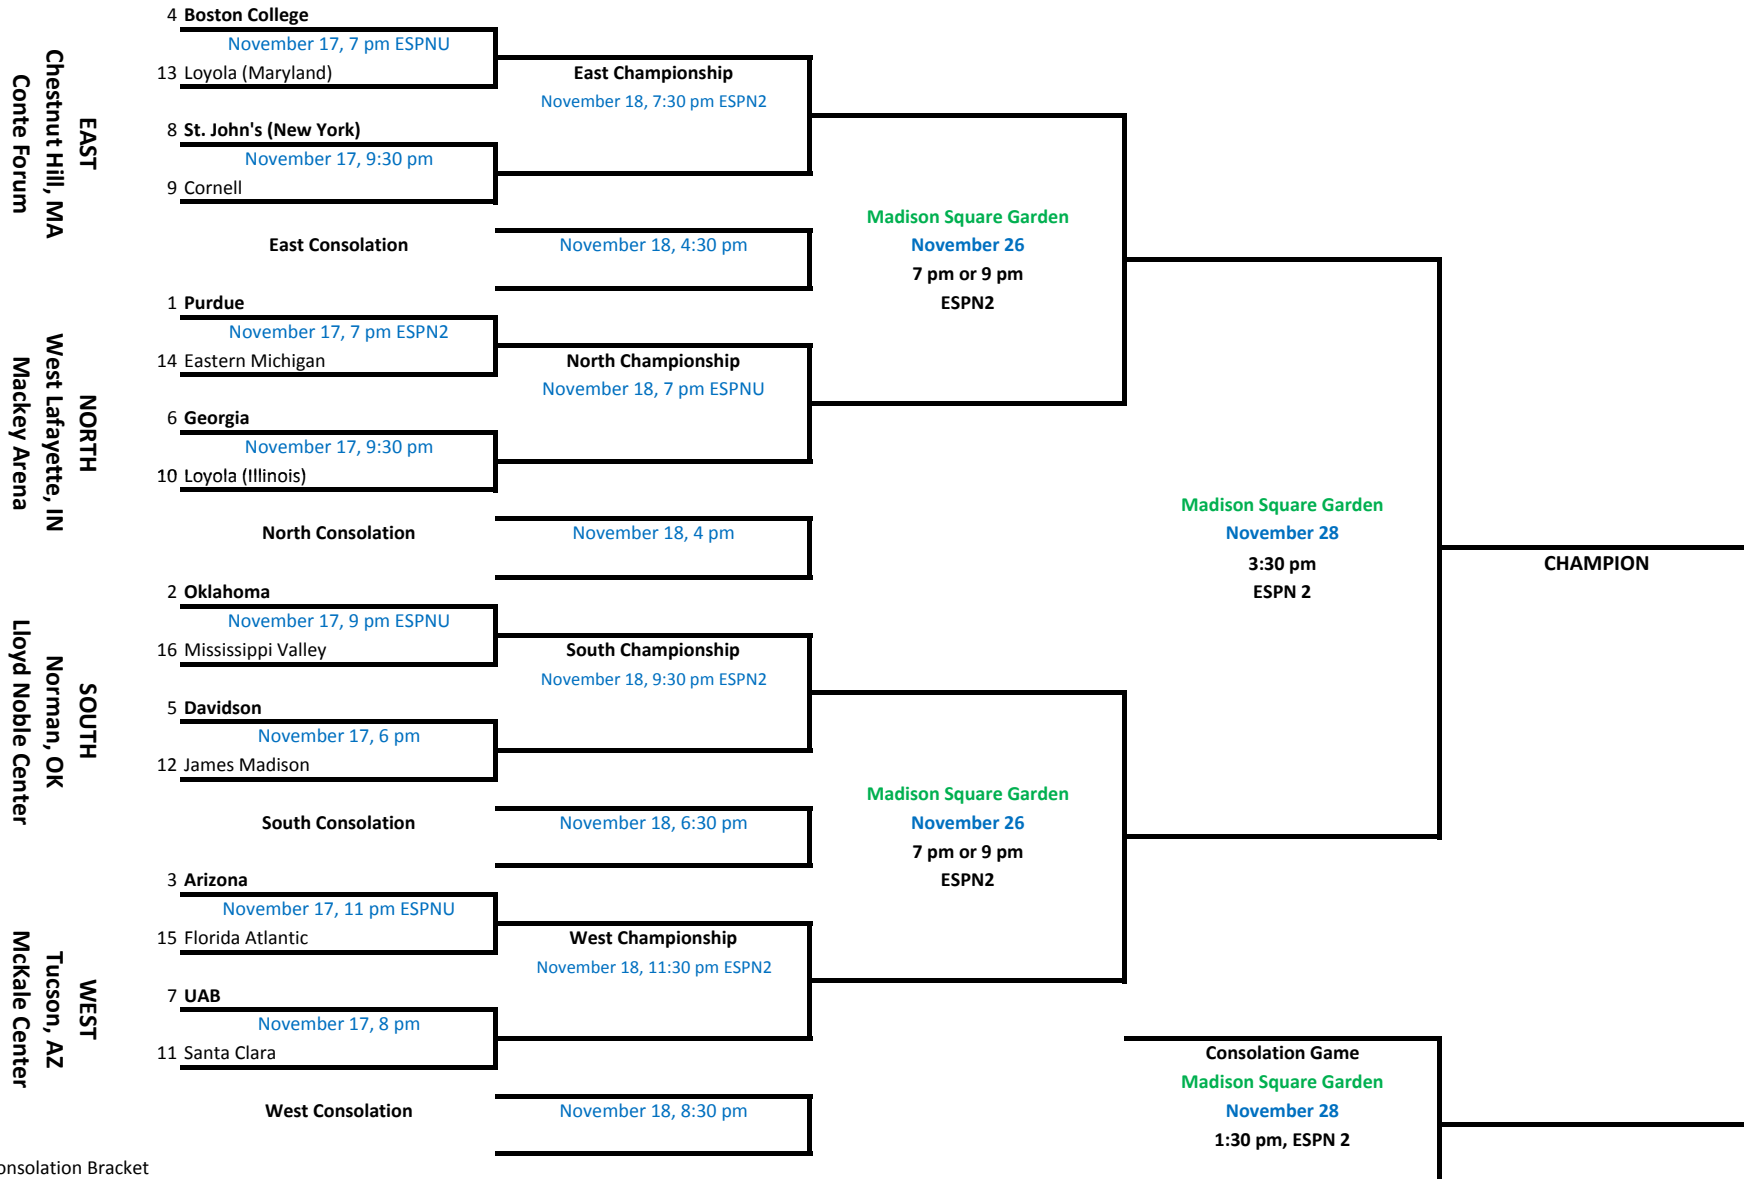 EAST
Chestnut Hill, MA
Conte Forum
4 Boston College
November 17, 7 pm ESPNU
13 Loyola (Maryland)
East Championship
November 18, 7:30 pm ESPN2
8 St. John's (New York)
November 17, 9:30 pm
9 Cornell
East Consolation
November 18, 4:30 pm
Madison Square Garden
November 26
7 pm or 9 pm
ESPN2
NORTH
West Lafayette, IN
Mackey Arena
1 Purdue
November 17, 7 pm ESPN2
14 Eastern Michigan
North Championship
November 18, 7 pm ESPNU
6 Georgia
November 17, 9:30 pm
10 Loyola (Illinois)
North Consolation
November 18, 4 pm
Madison Square Garden
November 28
3:30 pm
ESPN 2
CHAMPION
SOUTH
Norman, OK
Lloyd Noble Center
2 Oklahoma
November 17, 9 pm ESPNU
16 Mississippi Valley
South Championship
November 18, 9:30 pm ESPN2
5 Davidson
November 17, 6 pm
12 James Madison
South Consolation
November 18, 6:30 pm
Madison Square Garden
November 26
7 pm or 9 pm
ESPN2
WEST
Tucson, AZ
McKale Center
3 Arizona
November 17, 11 pm ESPNU
15 Florida Atlantic
West Championship
November 18, 11:30 pm ESPN2
7 UAB
November 17, 8 pm
11 Santa Clara
West Consolation
November 18, 8:30 pm
Consolation Game
Madison Square Garden
November 28
1:30 pm, ESPN 2
onsolation Bracket